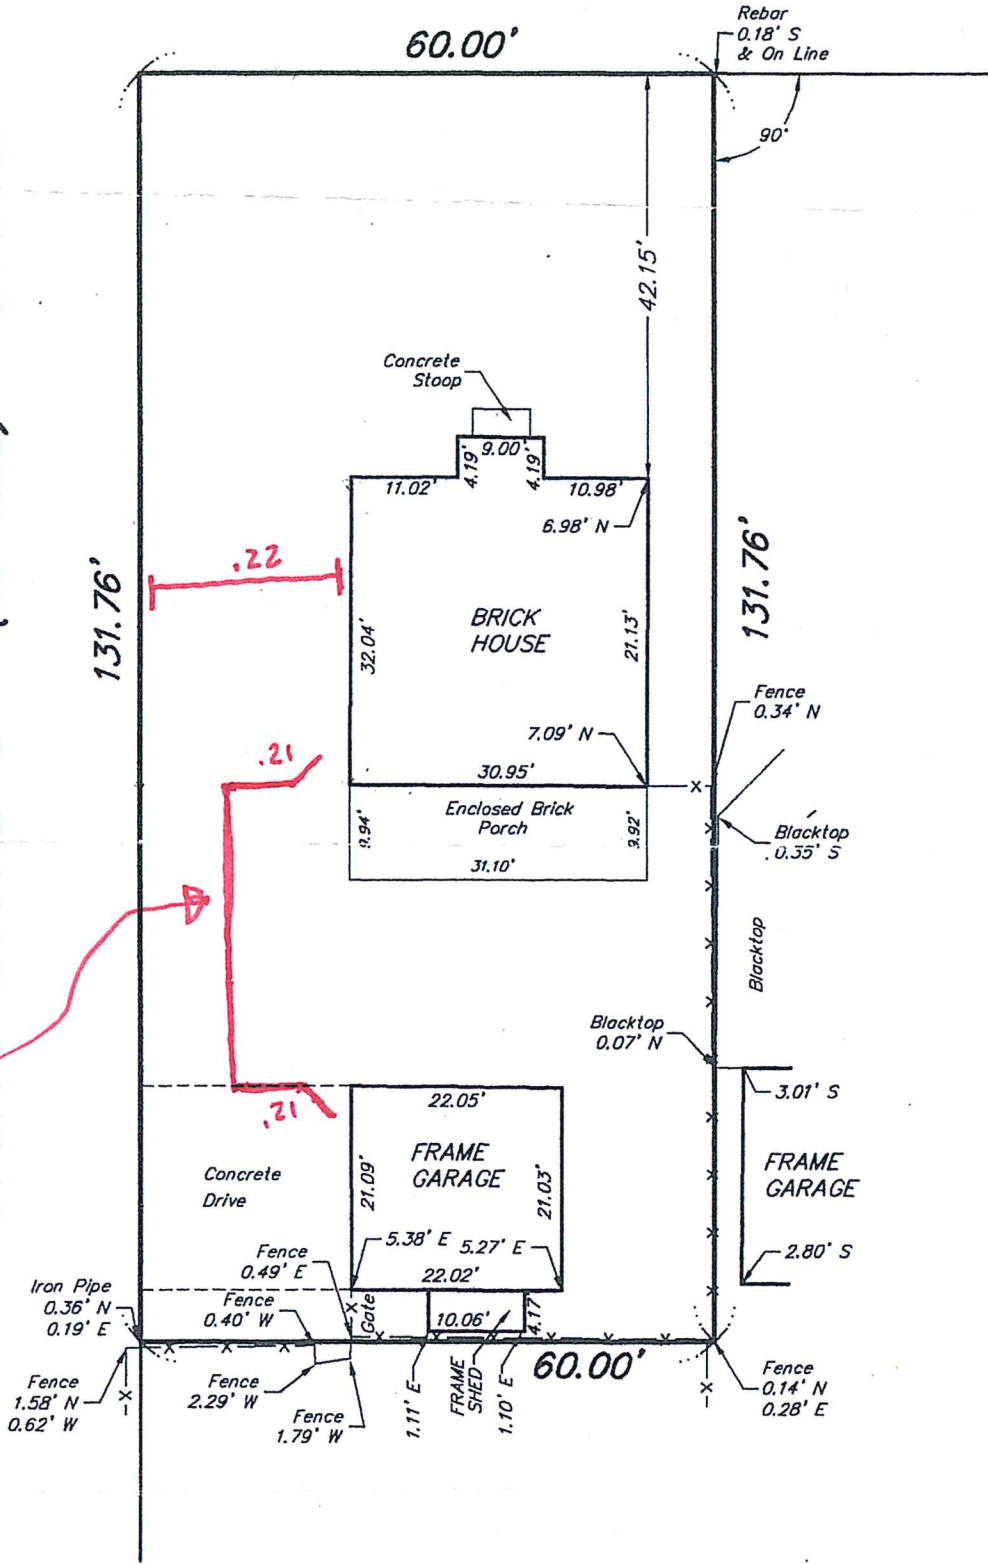 60.00'
Rebar
0.18' S
& On Line
90°
42.15'
Concrete
Stoop
9.00'
4.19'
4.19'
11.02'
10.98'
6.98' N
.22
131.76'
131.76'
BRICK
HOUSE
32.04'
21.13'
Fence
0.34' N
7.09' N
.21
30.95'
Enclosed Brick
Porch
9.94'
9.92'
31.10'
Blacktop
0.35' S
Blacktop
Blacktop
0.07' N
.21
22.05'
3.01' S
FRAME
GARAGE
21.09'
21.03'
FRAME
GARAGE
Concrete
Drive
5.38' E
5.27' E
2.80' S
Fence
0.49' E
22.02'
Iron Pipe
0.36' N
0.19' E
Fence
0.40' W
Gate
10.06'
4.17'
60.00'
Fence
1.58' N
0.62' W
Fence
2.29' W
Fence
1.79' W
1.11' E
FRAME
SHED
1.10' E
Fence
0.14' N
0.28' E